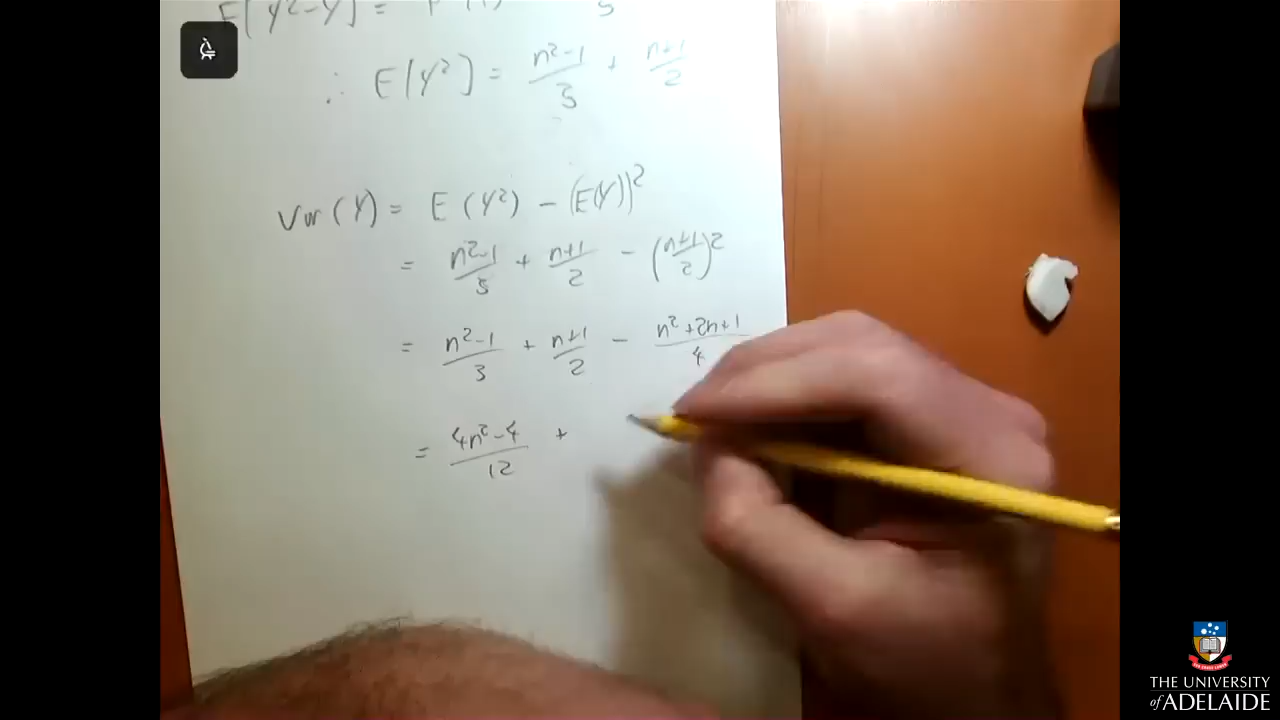 E[Y²-Y] =
∴ E[Y²] = n²-1/3 + n+1/2
Var(Y) = E(Y²) - (E(Y))²
= n²-1/3 + n+1/2 - (n+1/2)²
= n²-1/3 + n+1/2 - n²+2n+1/4
= 4n²-4/12 +
THE UNIVERSITY
of ADELAIDE